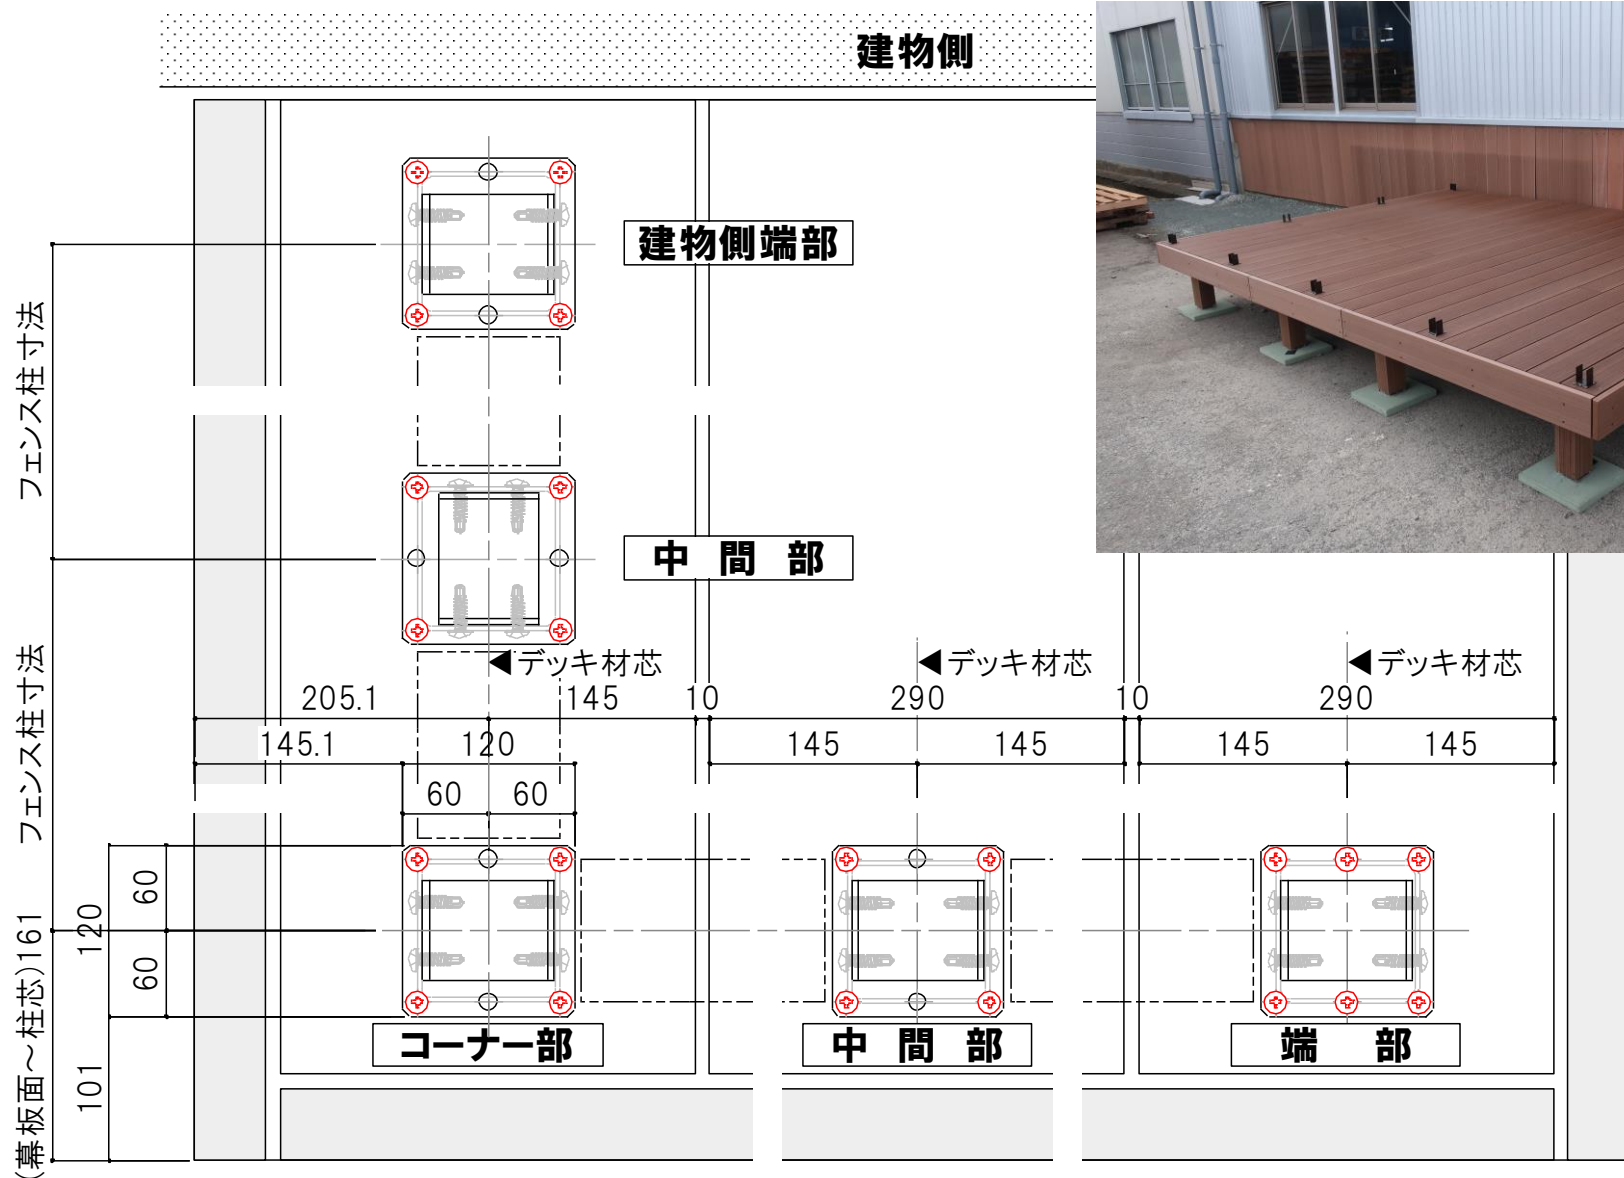 建物側
建物側端部
フェンス柱寸法
中 間 部
フェンス柱寸法
◀デッキ材芯
◀デッキ材芯
◀デッキ材芯
205.1
145
10
290
10
290
145.1
120
145
145
145
145
60
60
60
120
60
101
(幕板面~柱芯)161
コーナー部
中 間 部
端 部